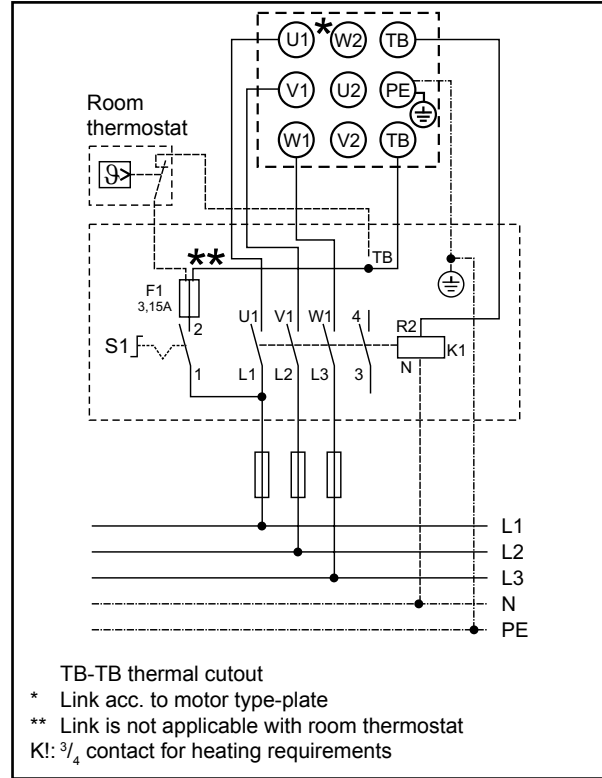 U1 * W2 TB
V1 U2 PE
W1 V2 TB
Room
thermostat
ϑ>
**
TB
F1
3,15A
U1 V1 W1 4
R2
2
S1
K1
N
1 L1 L2 L3 3
L1
L2
L3
N
PE
TB-TB thermal cutout
* Link acc. to motor type-plate
** Link is not applicable with room thermostat
K!: 3/4 contact for heating requirements